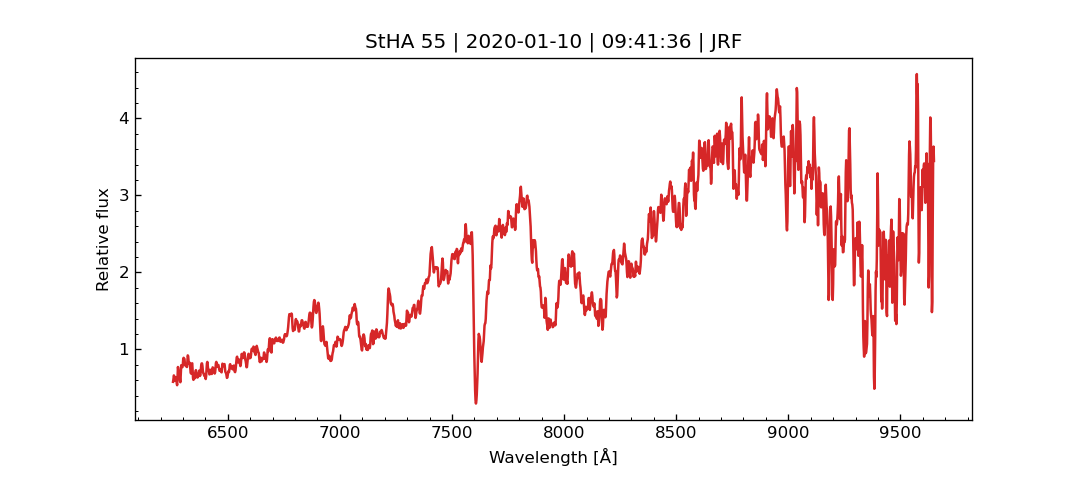 StHA 55 | 2020-01-10 | 09:41:36 | JRF
4
3
2
1
Relative flux
6500 7000 7500 8000 8500 9000 9500
Wavelength [Å]